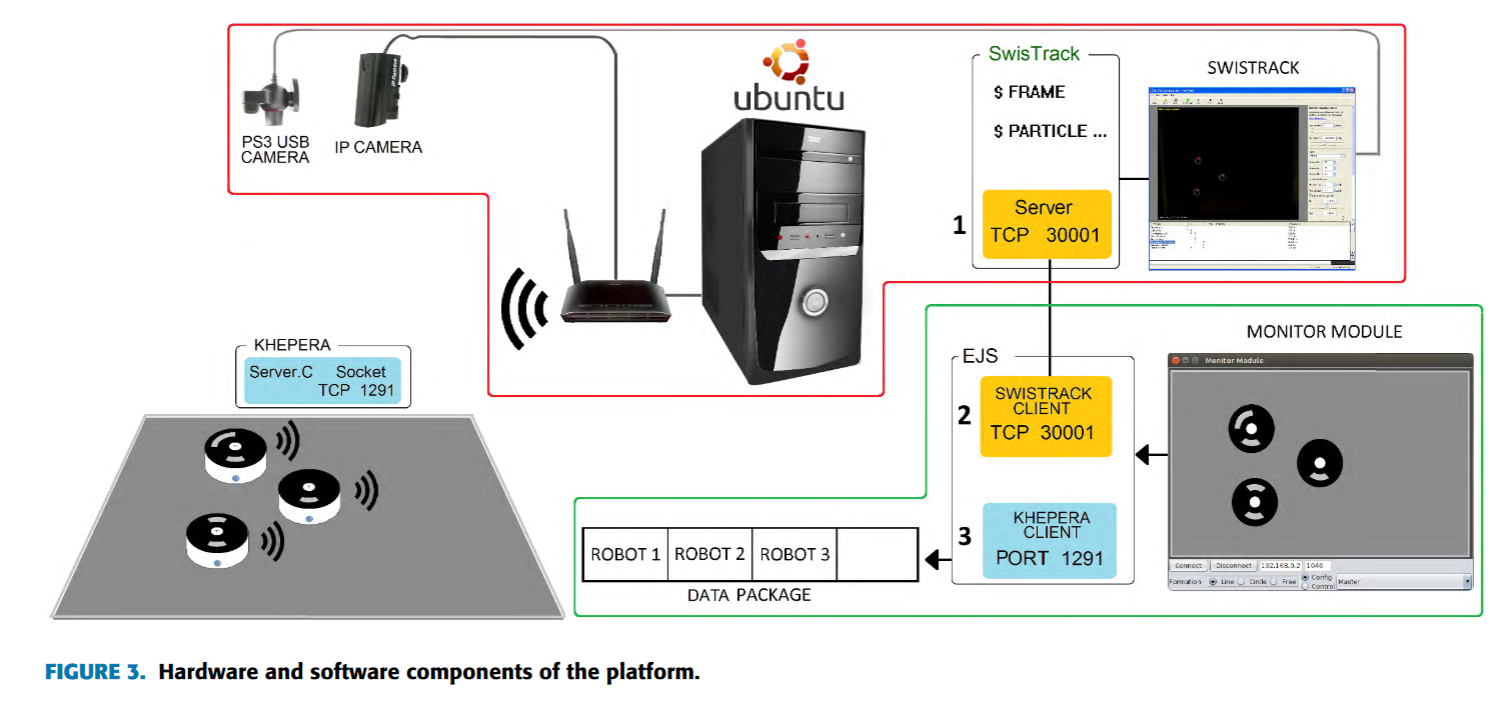 PS3 USB
CAMERA
IP CAMERA
ubuntu
SwisTrack
$ FRAME
$ PARTICLE ...
1
Server
TCP 30001
SWISTRACK
KHEPERA
Server.C Socket
TCP 1291
EJS
2
SWISTRACK
CLIENT
TCP 30001
3
KHEPERA
CLIENT
PORT 1291
ROBOT 1 ROBOT 2 ROBOT 3
DATA PACKAGE
MONITOR MODULE
Monitor Module
Connect Disconnect 192.168.0.2 1046
Formation Line Circle Free Config Control Master
FIGURE 3. Hardware and software components of the platform.